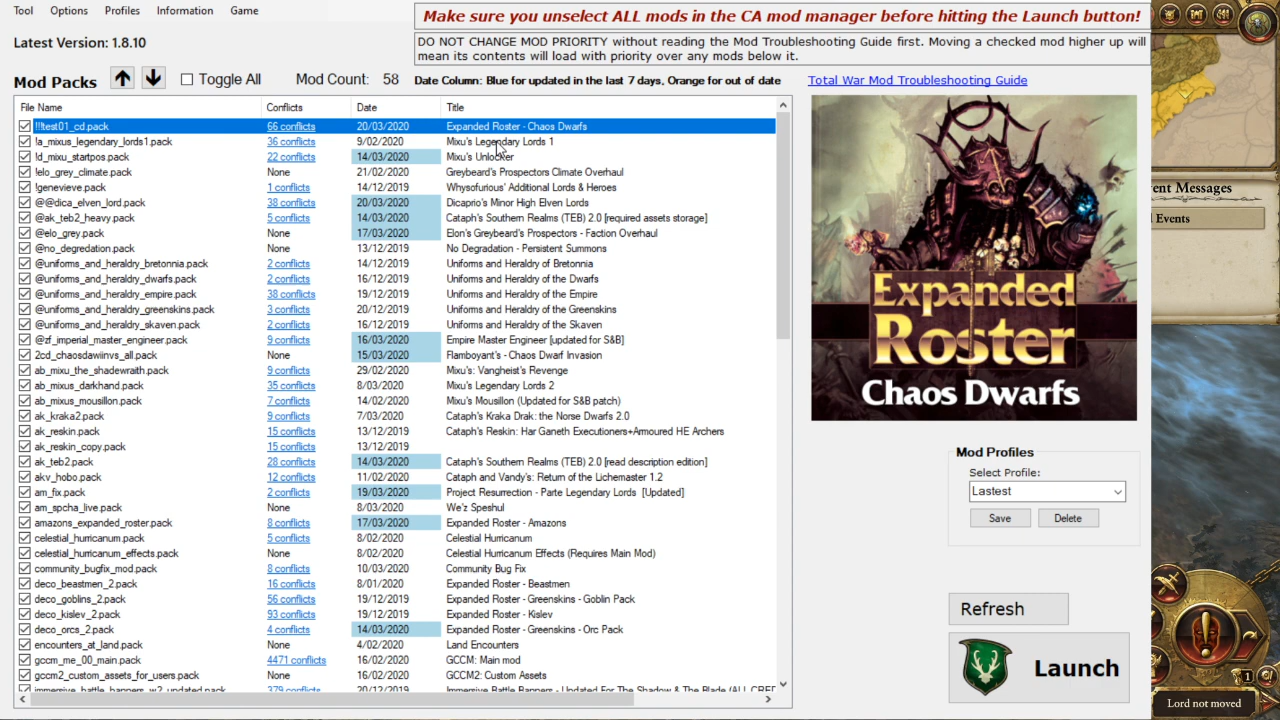 Tool Options Profiles Information Game
Make sure you unselect ALL mods in the CA mod manager before hitting the Launch button!
Latest Version: 1.8.10
DO NOT CHANGE MOD PRIORITY without reading the Mod Troubleshooting Guide first. Moving a checked mod higher up will
mean its contents will load with priority over any mods below it.
Mod Packs Toggle All Mod Count: 58 Date Column: Blue for updated in the last 7 days, Orange for out of date Total War Mod Troubleshooting Guide
File Name Conflicts Date Title
!!!test01_cd.pack 66 conflicts 20/03/2020 Expanded Roster - Chaos Dwarfs
!a_mixus_legendary_lords1.pack 36 conflicts 9/02/2020 Mixu's Legendary Lords 1
!d_mixu_startpos.pack 22 conflicts 14/03/2020 Mixu's Unlocker
!elo_grey_climate.pack None 21/02/2020 Greybeard's Prospectors Climate Overhaul
!genevieve.pack 1 conflicts 14/12/2019 Whysofurious' Additional Lords & Heroes
@@dica_elven_lord.pack 38 conflicts 20/03/2020 Dicaprio's Minor High Elven Lords
@ak_teb2_heavy.pack 5 conflicts 14/03/2020 Cataph's Southern Realms (TEB) 2.0 [required assets storage]
@elo_grey.pack None 17/03/2020 Elon's Greybeard's Prospectors - Faction Overhaul
@no_degredation.pack None 13/12/2019 No Degradation - Persistent Summons
@uniforms_and_heraldry_bretonnia.pack 2 conflicts 14/12/2019 Uniforms and Heraldry of Bretonnia
@uniforms_and_heraldry_dwarfs.pack 2 conflicts 16/12/2019 Uniforms and Heraldry of the Dwarfs
@uniforms_and_heraldry_empire.pack 38 conflicts 19/12/2019 Uniforms and Heraldry of the Empire
@uniforms_and_heraldry_greenskins.pack 3 conflicts 20/12/2019 Uniforms and Heraldry of the Greenskins
@uniforms_and_heraldry_skaven.pack 2 conflicts 16/12/2019 Uniforms and Heraldry of the Skaven
@zf_imperial_master_engineer.pack 9 conflicts 16/03/2020 Empire Master Engineer [updated for S&B]
2cd_chaosdawiinvs_all.pack None 15/03/2020 Flamboyant's - Chaos Dwarf Invasion
ab_mixu_the_shadewraith.pack 9 conflicts 29/02/2020 Mixu's: Vangheist's Revenge
ab_mixus_darkhand.pack 35 conflicts 8/03/2020 Mixu's Legendary Lords 2
ab_mixus_mousillon.pack 7 conflicts 14/02/2020 Mixu's Mousillon (Updated for S&B patch)
ak_kraka2.pack 9 conflicts 7/03/2020 Cataph's Kraka Drak: the Norse Dwarfs 2.0
ak_reskin.pack 15 conflicts 13/12/2019 Cataph's Reskin: Har Ganeth Executioners+Armoured HE Archers
ak_reskin_copy.pack 15 conflicts 13/12/2019
ak_teb2.pack 28 conflicts 14/03/2020 Cataph's Southern Realms (TEB) 2.0 [read description edition]
akv_hobo.pack 12 conflicts 11/02/2020 Cataph and Vandy's: Return of the Lichemaster 1.2
am_fix.pack 2 conflicts 19/03/2020 Project Resurrection - Parte Legendary Lords [Updated]
am_spcha_live.pack None 8/03/2020 We'z Speshul
amazons_expanded_roster.pack 8 conflicts 17/03/2020 Expanded Roster - Amazons
celestial_hurricanum.pack 5 conflicts 8/02/2020 Celestial Hurricanum
celestial_hurricanum_effects.pack None 8/02/2020 Celestial Hurricanum Effects (Requires Main Mod)
community_bugfix_mod.pack 8 conflicts 10/03/2020 Community Bug Fix
deco_beastmen_2.pack 16 conflicts 8/01/2020 Expanded Roster - Beastmen
deco_goblins_2.pack 56 conflicts 19/12/2019 Expanded Roster - Greenskins - Goblin Pack
deco_kislev_2.pack 93 conflicts 19/12/2019 Expanded Roster - Kislev
deco_orcs_2.pack 4 conflicts 14/03/2020 Expanded Roster - Greenskins - Orc Pack
encounters_at_land.pack None 4/02/2020 Land Encounters
gccm_me_00_main.pack 4471 conflicts 16/02/2020 GCCM: Main mod
gccm2_custom_assets_for_users.pack None 16/02/2020 GCCM2: Custom Assets
immersive_battle_banners_w2_updated.pack 379 conflicts 20/12/2019 Immersive Battle Banners - Updated For The Shadow & The Blade (ALL CRED
Expanded
Roster
Chaos Dwarfs
Mod Profiles
Select Profile:
Lastest
Save Delete
Refresh
Launch
ent Messages
Events
1
Lord not moved